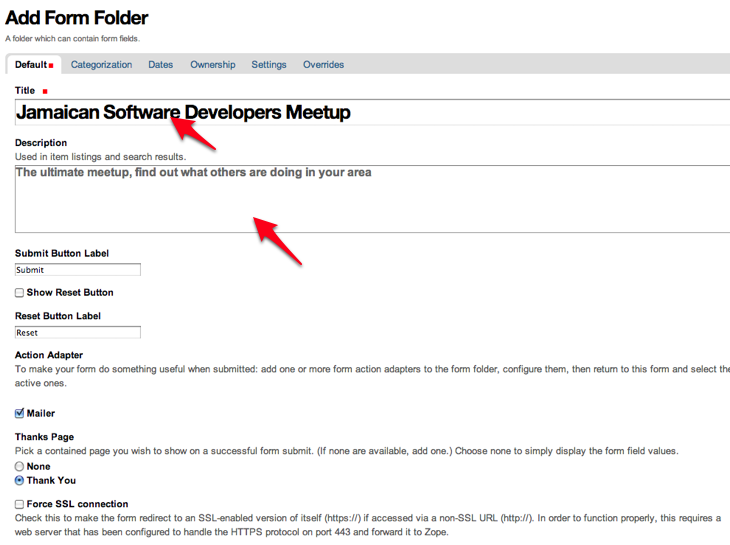 Add Form Folder
A folder which can contain form fields.
Default Categorization Dates Ownership Settings Overrides
Title
Jamaican Software Developers Meetup
Description
Used in item listings and search results.
The ultimate meetup, find out what others are doing in your area
Submit Button Label
Submit
Show Reset Button
Reset Button Label
Reset
Action Adapter
To make your form do something useful when submitted: add one or more form action adapters to the form folder, configure them, then return to this form and select the
active ones.
Mailer
Thanks Page
Pick a contained page you wish to show on a successful form submit. (If none are available, add one.) Choose none to simply display the form field values.
None
Thank You
Force SSL connection
Check this to make the form redirect to an SSL-enabled version of itself (https://) if accessed via a non-SSL URL (http://). In order to function properly, this requires a
web server that has been configured to handle the HTTPS protocol on port 443 and forward it to Zope.